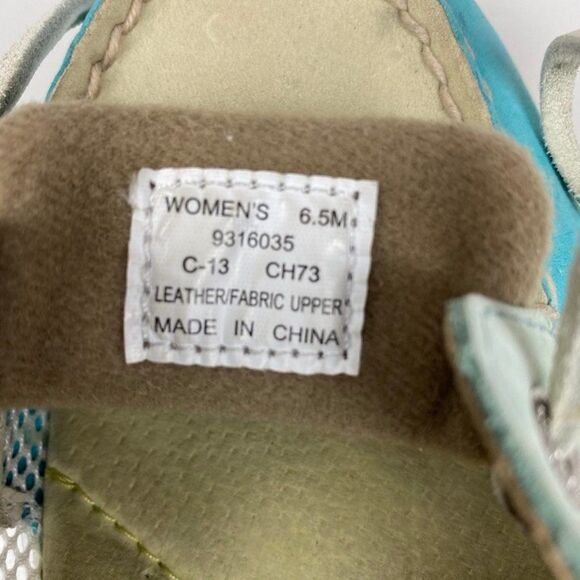 WOMEN'S 6.5M
9316035
C-13 CH73
LEATHER/FABRIC UPPER
MADE IN CHINA